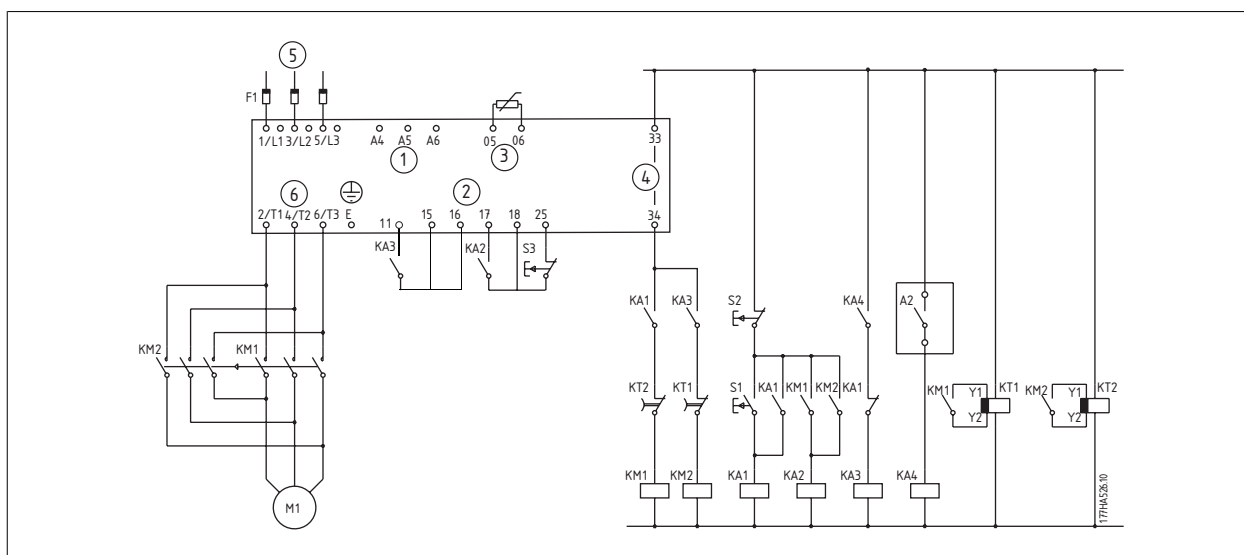 5
F1
1/L1 3/L2 5/L3 A4 A5 A6 05 06 33
1 3
4
6 2
2/T1 4/T2 6/T3 E 11 15 16 17 18 25 34
KA3 KA2 S3
KA1 KA3 S2 KA4 A2
KM2 KM1
KT2 KT1 S1 KA1 KM1 KM2 KA1 KM1 Y1 KT1 KM2 Y1 KT2
Y2 Y2
KM1 KM2 KA1 KA2 KA3 KA4
M1
177HA526.10